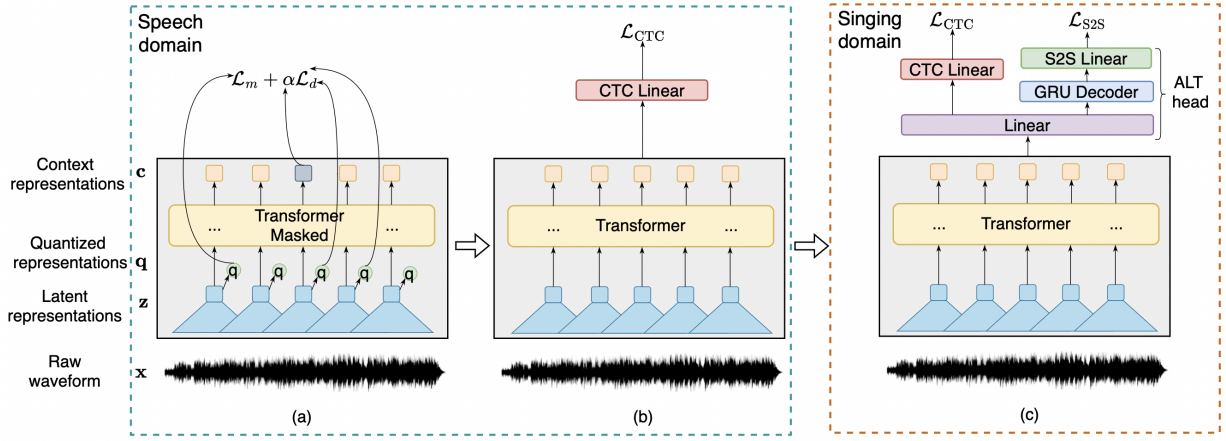 Speech
domain
Singing
domain
ℒm + αℒd
ℒCTC
CTC Linear
ℒCTC
ℒS2S
S2S Linear
CTC Linear
GRU Decoder
ALT
head
Linear
Context
representations
c
Transformer
Masked
...
...
Transformer
...
...
Transformer
...
...
Quantized
representations
q
q
q
q
q
q
Latent
representations
z
Raw
waveform
x
(a)
(b)
(c)